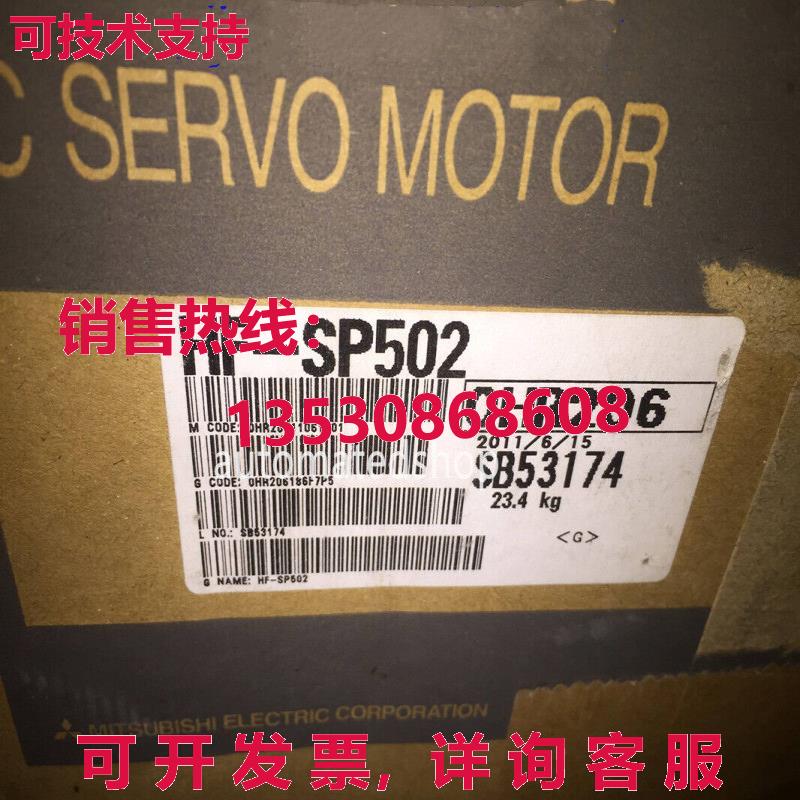 可技术支持
C SERVO MOTOR
销售热线:
HF-SP502
13530868608
2011/6/15
automatedshop
SB53174
23.4 kg
G CODE: 0HR206186F7P5
L NO.: SB53174
<G>
G NAME: HF-SP502
MITSUBISHI ELECTRIC CORPORATION
可开发票, 详询客服